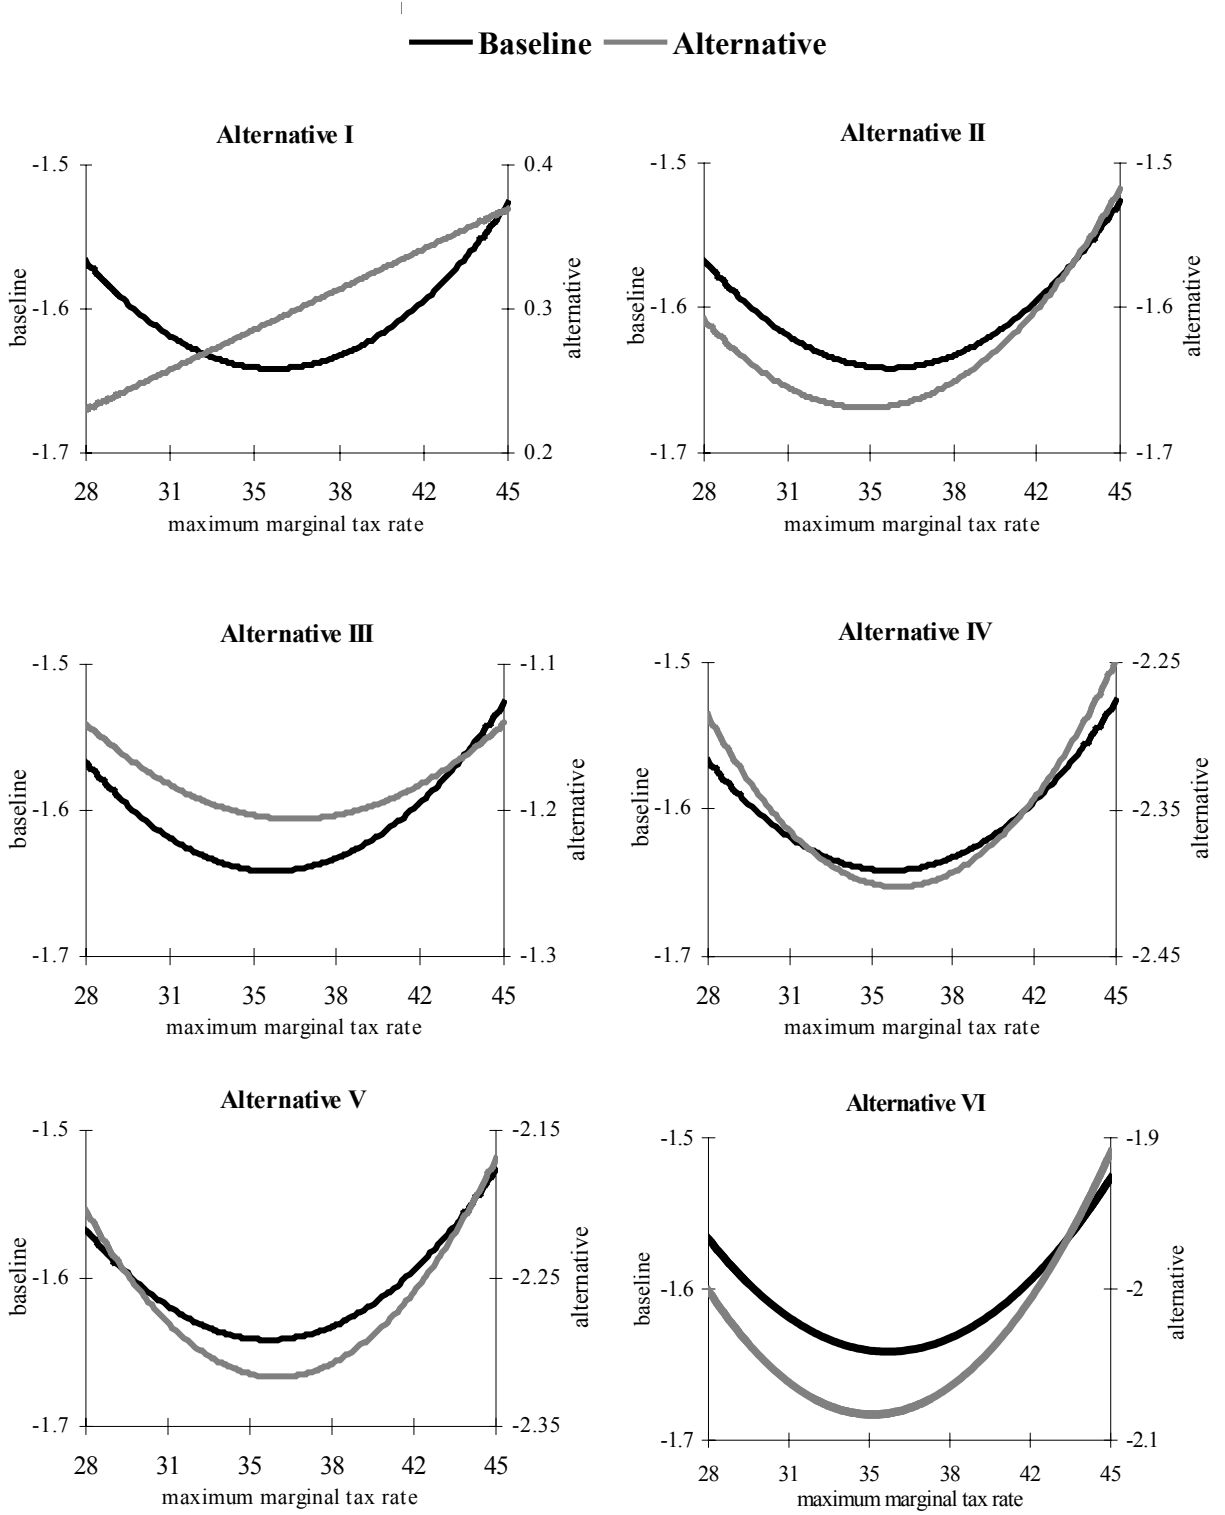 Baseline Alternative
Alternative I
Alternative II
-1.5 0.4
-1.5 -1.5
baseline
-1.6 0.3
alternative
baseline
-1.6 -1.6
alternative
-1.7 0.2
-1.7 -1.7
28 31 35 38 42 45
28 31 35 38 42 45
maximum marginal tax rate
maximum marginal tax rate
Alternative III
Alternative IV
-1.5 -1.1
-1.5 -2.25
baseline
-1.6 -1.2
alternative
baseline
-1.6 -2.35
alternative
-1.7 -1.3
-1.7 -2.45
28 31 35 38 42 45
28 31 35 38 42 45
maximum marginal tax rate
maximum marginal tax rate
Alternative V
Alternative VI
-1.5 -2.15
-1.5 -1.9
baseline
-1.6 -2.25
alternative
baseline
-1.6 -2
alternative
-1.7 -2.35
-1.7 -2.1
28 31 35 38 42 45
28 31 35 38 42 45
maximum marginal tax rate
maximum marginal tax rate